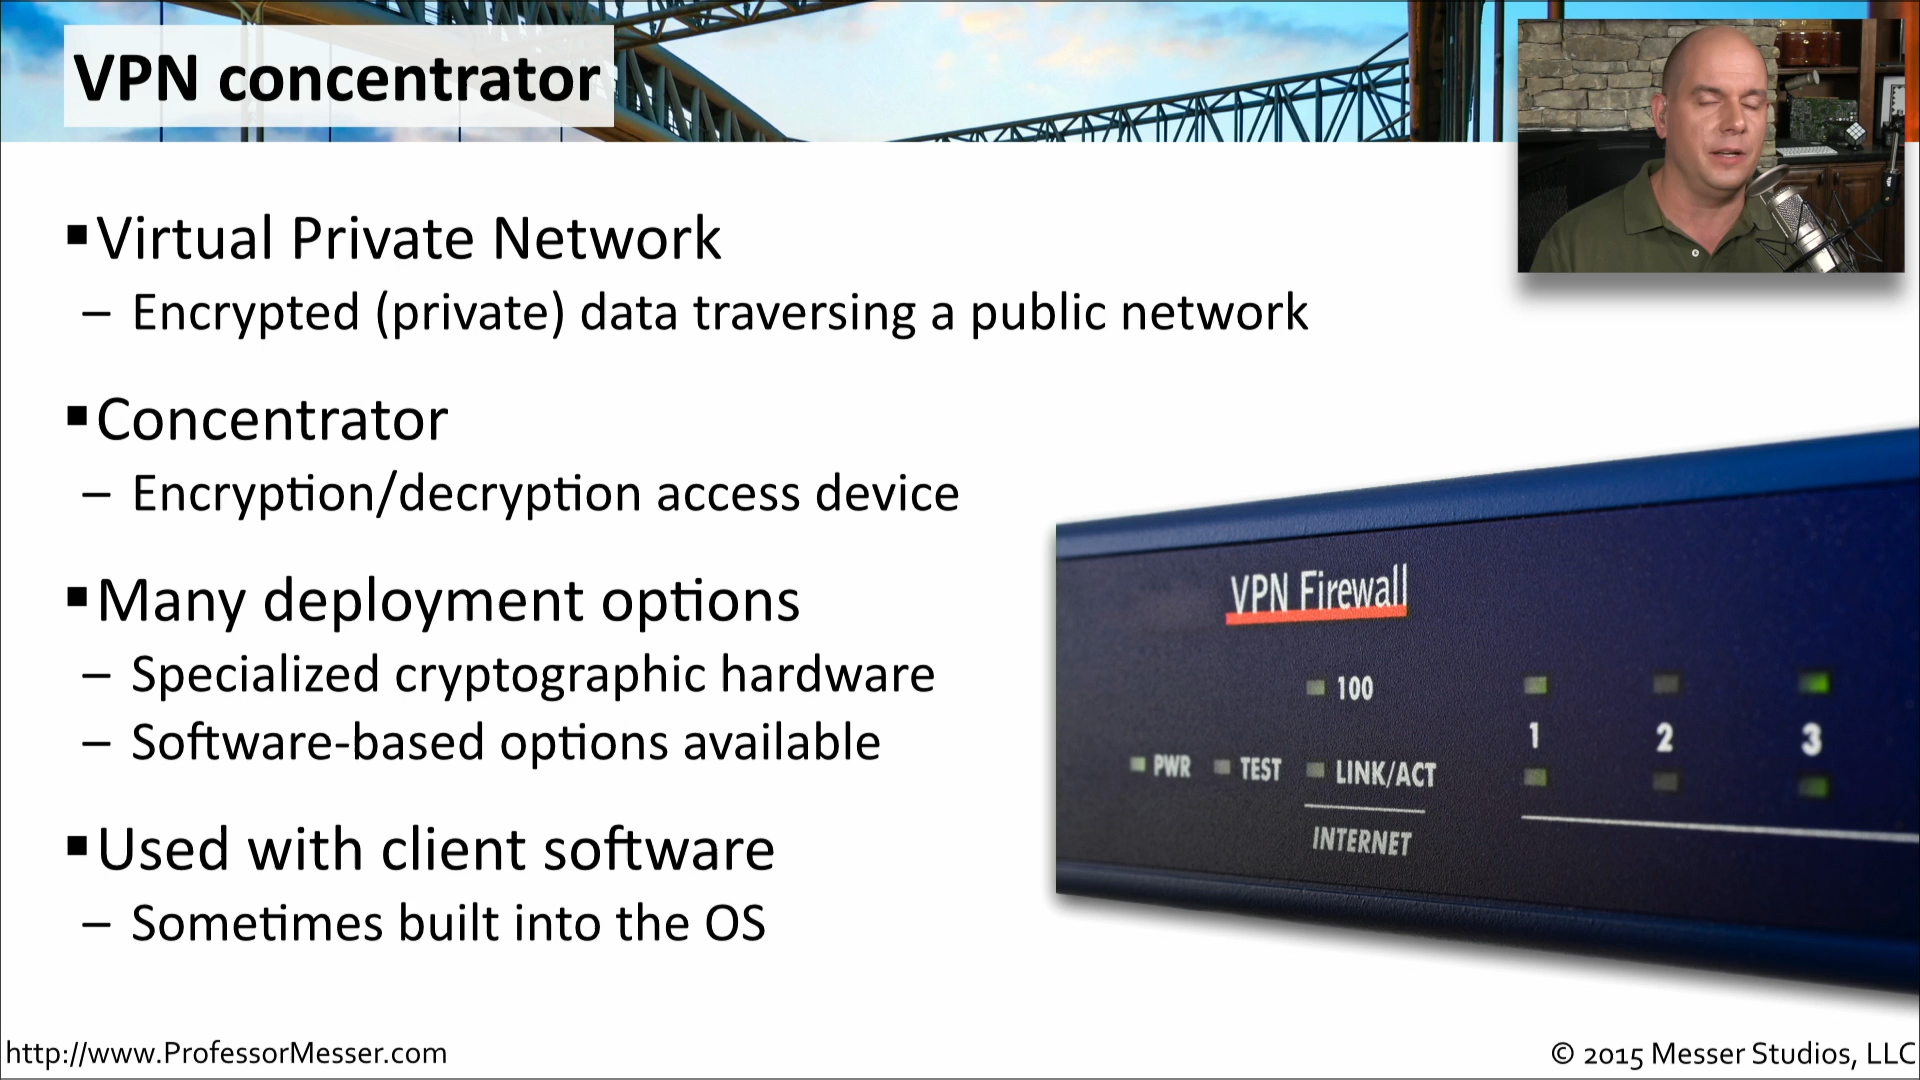 VPN concentrator
▪Virtual Private Network
– Encrypted (private) data traversing a public network
▪Concentrator
– Encryption/decryption access device
▪Many deployment options
– Specialized cryptographic hardware
– Software-based options available
▪Used with client software
– Sometimes built into the OS
VPN Firewall
100
1 2 3
PWR TEST LINK/ACT
INTERNET
http://www.ProfessorMesser.com
© 2015 Messer Studios, LLC